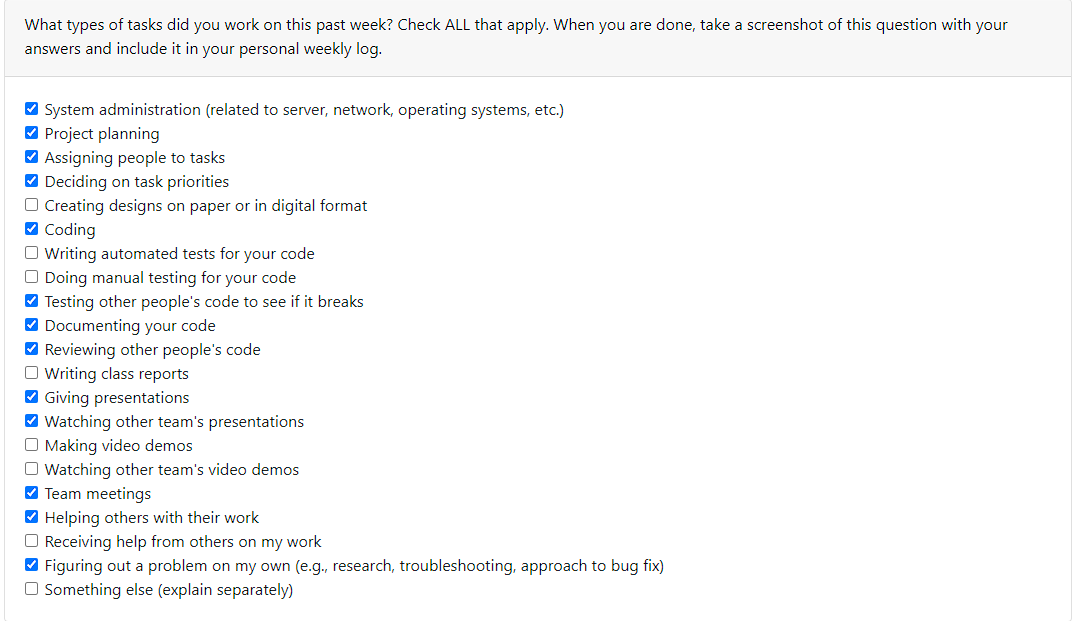 What types of tasks did you work on this past week? Check ALL that apply. When you are done, take a screenshot of this question with your
answers and include it in your personal weekly log.
System administration (related to server, network, operating systems, etc.)
Project planning
Assigning people to tasks
Deciding on task priorities
Creating designs on paper or in digital format
Coding
Writing automated tests for your code
Doing manual testing for your code
Testing other people's code to see if it breaks
Documenting your code
Reviewing other people's code
Writing class reports
Giving presentations
Watching other team's presentations
Making video demos
Watching other team's video demos
Team meetings
Helping others with their work
Receiving help from others on my work
Figuring out a problem on my own (e.g., research, troubleshooting, approach to bug fix)
Something else (explain separately)